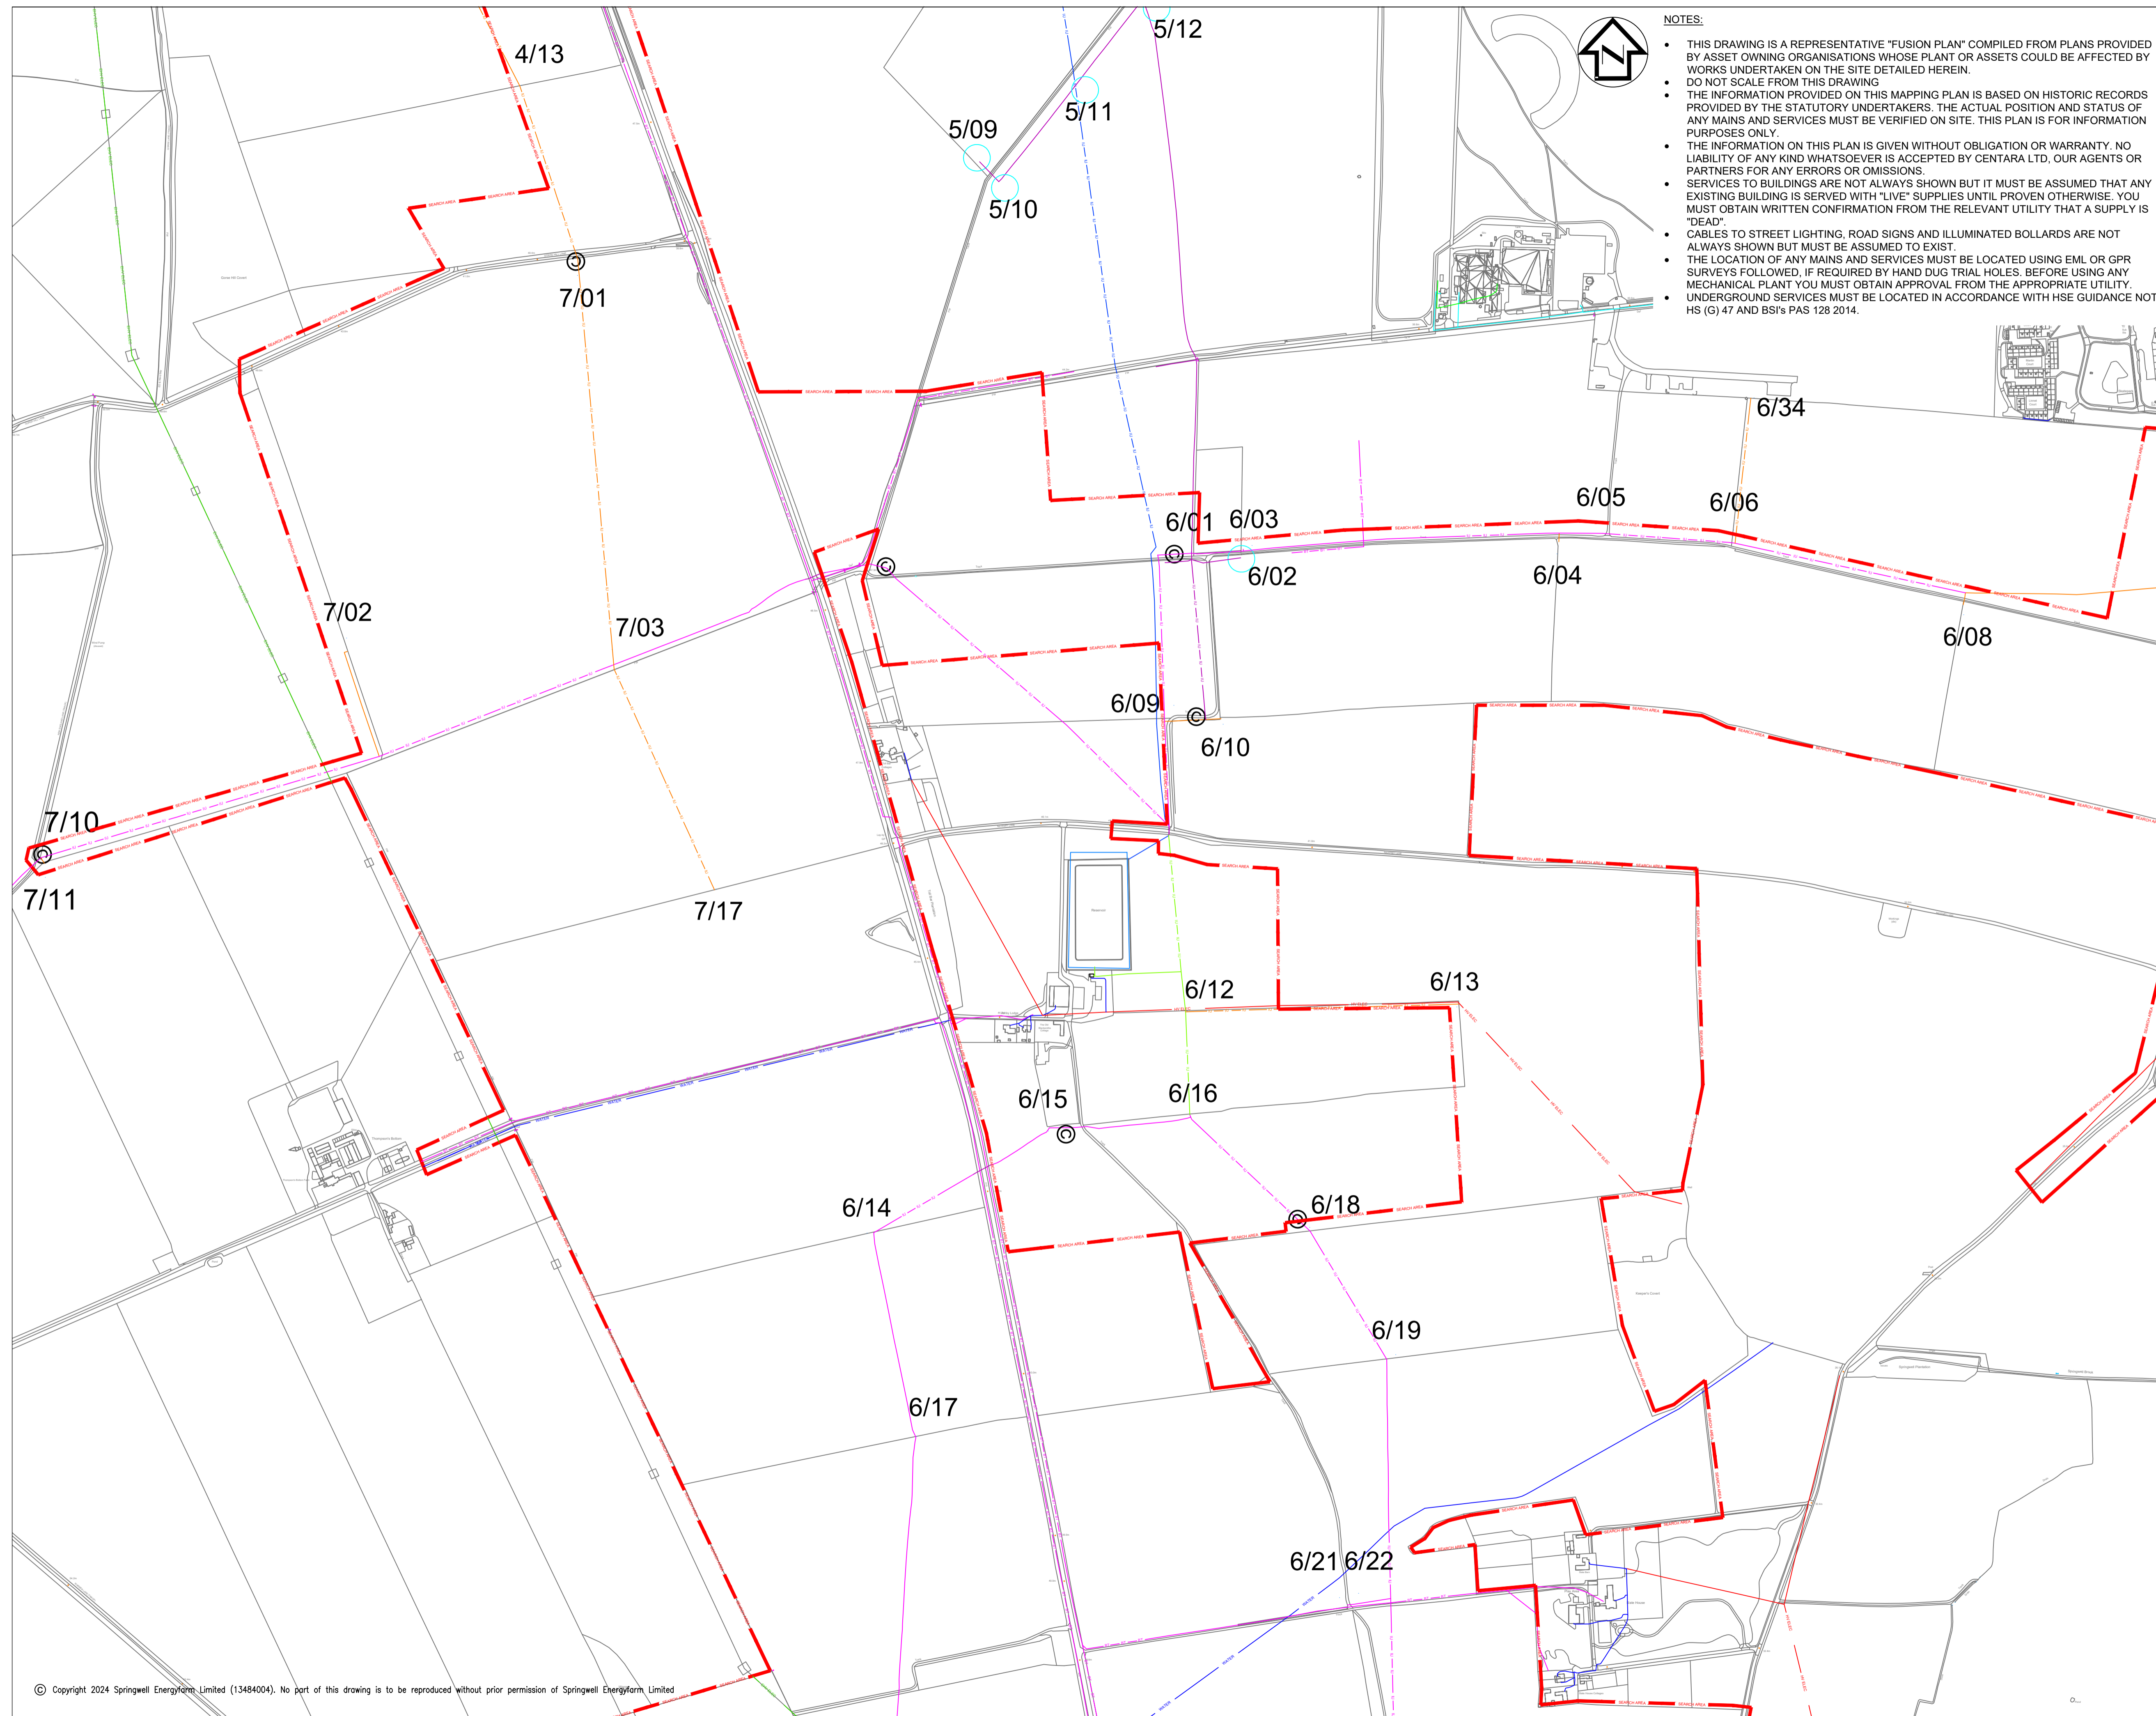 NOTES:
● THIS DRAWING IS A REPRESENTATIVE "FUSION PLAN" COMPILED FROM PLANS PROVIDED
BY ASSET OWNING ORGANISATIONS WHOSE PLANT OR ASSETS COULD BE AFFECTED BY
WORKS UNDERTAKEN ON THE SITE DETAILED HEREIN.
● DO NOT SCALE FROM THIS DRAWING
● THE INFORMATION PROVIDED ON THIS MAPPING PLAN IS BASED ON HISTORIC RECORDS
PROVIDED BY THE STATUTORY UNDERTAKERS. THE ACTUAL POSITION AND STATUS OF
ANY MAINS AND SERVICES MUST BE VERIFIED ON SITE. THIS PLAN IS FOR INFORMATION
PURPOSES ONLY.
● THE INFORMATION ON THIS PLAN IS GIVEN WITHOUT OBLIGATION OR WARRANTY. NO
LIABILITY OF ANY KIND WHATSOEVER IS ACCEPTED BY CENTARA LTD, OUR AGENTS OR
PARTNERS FOR ANY ERRORS OR OMISSIONS.
● SERVICES TO BUILDINGS ARE NOT ALWAYS SHOWN BUT IT MUST BE ASSUMED THAT ANY
EXISTING BUILDING IS SERVED WITH "LIVE" SUPPLIES UNTIL PROVEN OTHERWISE. YOU
MUST OBTAIN WRITTEN CONFIRMATION FROM THE RELEVANT UTILITY THAT A SUPPLY IS
"DEAD".
● CABLES TO STREET LIGHTING, ROAD SIGNS AND ILLUMINATED BOLLARDS ARE NOT
ALWAYS SHOWN BUT MUST BE ASSUMED TO EXIST.
● THE LOCATION OF ANY MAINS AND SERVICES MUST BE LOCATED USING EML OR GPR
SURVEYS FOLLOWED, IF REQUIRED BY HAND DUG TRIAL HOLES. BEFORE USING ANY
MECHANICAL PLANT YOU MUST OBTAIN APPROVAL FROM THE APPROPRIATE UTILITY.
● UNDERGROUND SERVICES MUST BE LOCATED IN ACCORDANCE WITH HSE GUIDANCE NOT
HS (G) 47 AND BSI's PAS 128 2014.
N
5/12
4/13
5/11
5/09
5/10
7/01
6/34
6/05
6/06
6/01
6/03
6/02
6/04
7/02
7/03
6/08
6/09
6/10
7/10
7/11
7/17
6/12
6/13
6/15
6/16
6/14
6/18
6/19
6/17
6/21
6/22
SEARCH AREA
WATER
HV ELEC
Reservoir
Keeper's Covert
Springwell Plantation
© Copyright 2024 Springwell Energyfarm Limited (13484004). No part of this drawing is to be reproduced without prior permission of Springwell Energyfarm Limited